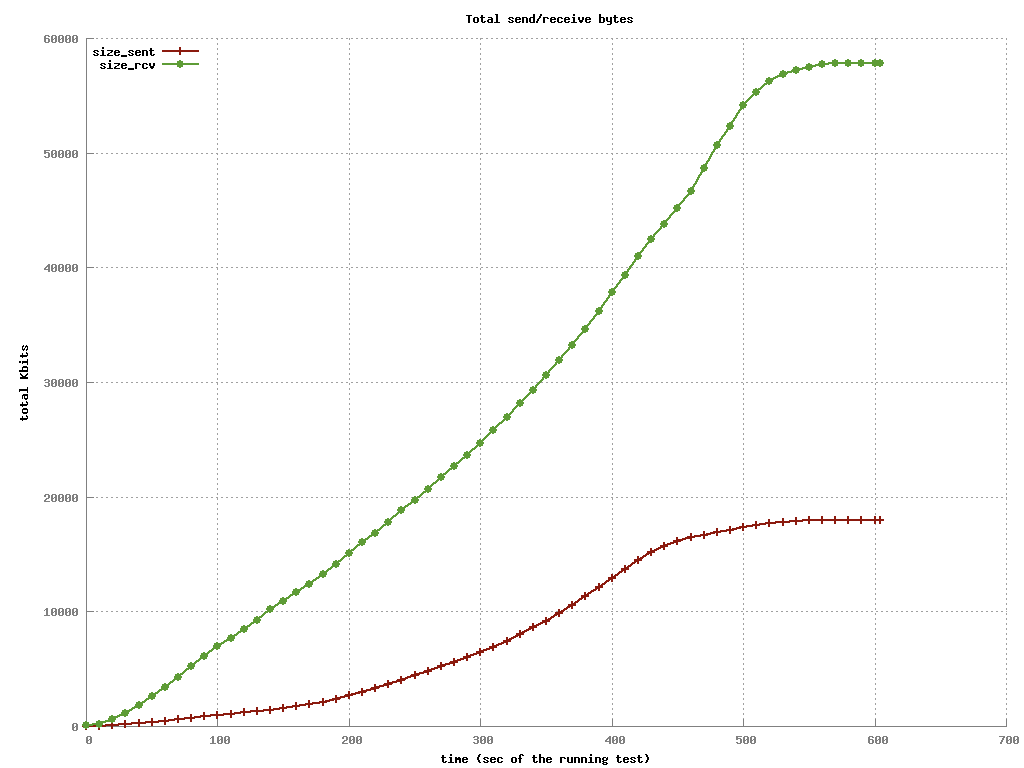 Total send/receive bytes
60000
size_sent
size_rcv
50000
40000
total Kbits
30000
20000
10000
0
0 100 200 300 400 500 600 700
time (sec of the running test)